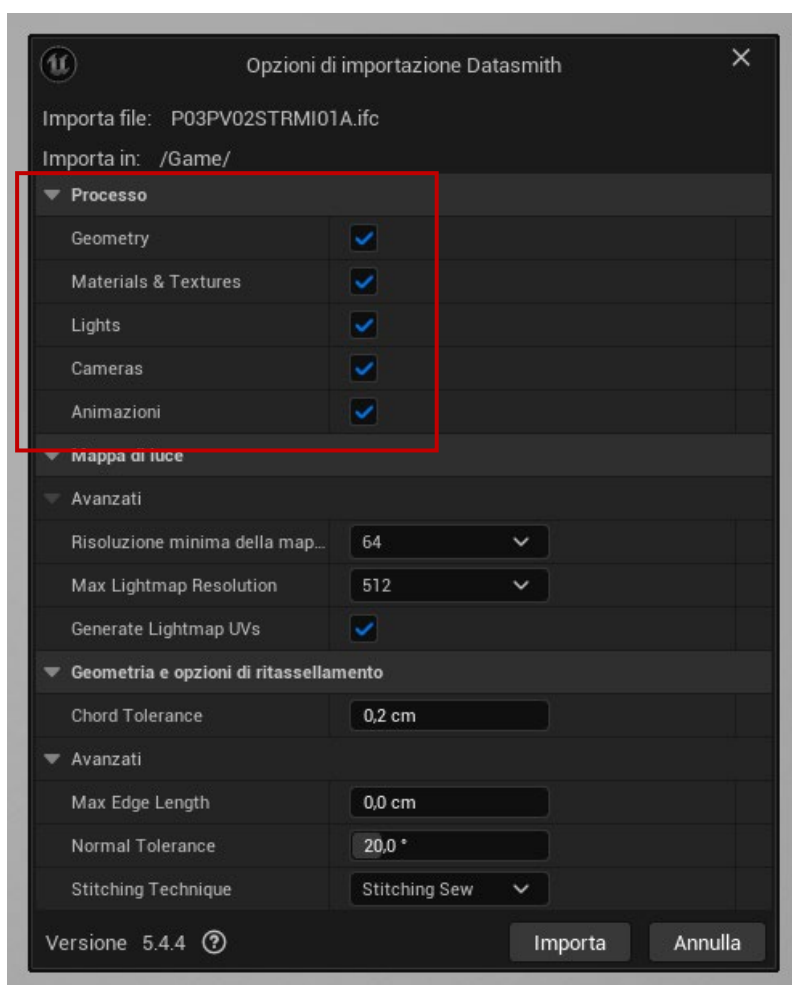 Opzioni di importazione Datasmith
Importa file: P03PV02STRMI01A.ifc
Importa in: /Game/
Processo
Geometry
Materials & Textures
Lights
Cameras
Animazioni
Mappa di luce
Avanzati
Risoluzione minima della map... 64
Max Lightmap Resolution 512
Generate Lightmap UVs
Geometria e opzioni di ritassellamento
Chord Tolerance 0,2 cm
Avanzati
Max Edge Length 0,0 cm
Normal Tolerance 20,0 °
Stitching Technique Stitching Sew
Versione 5.4.4 ? Importa Annulla